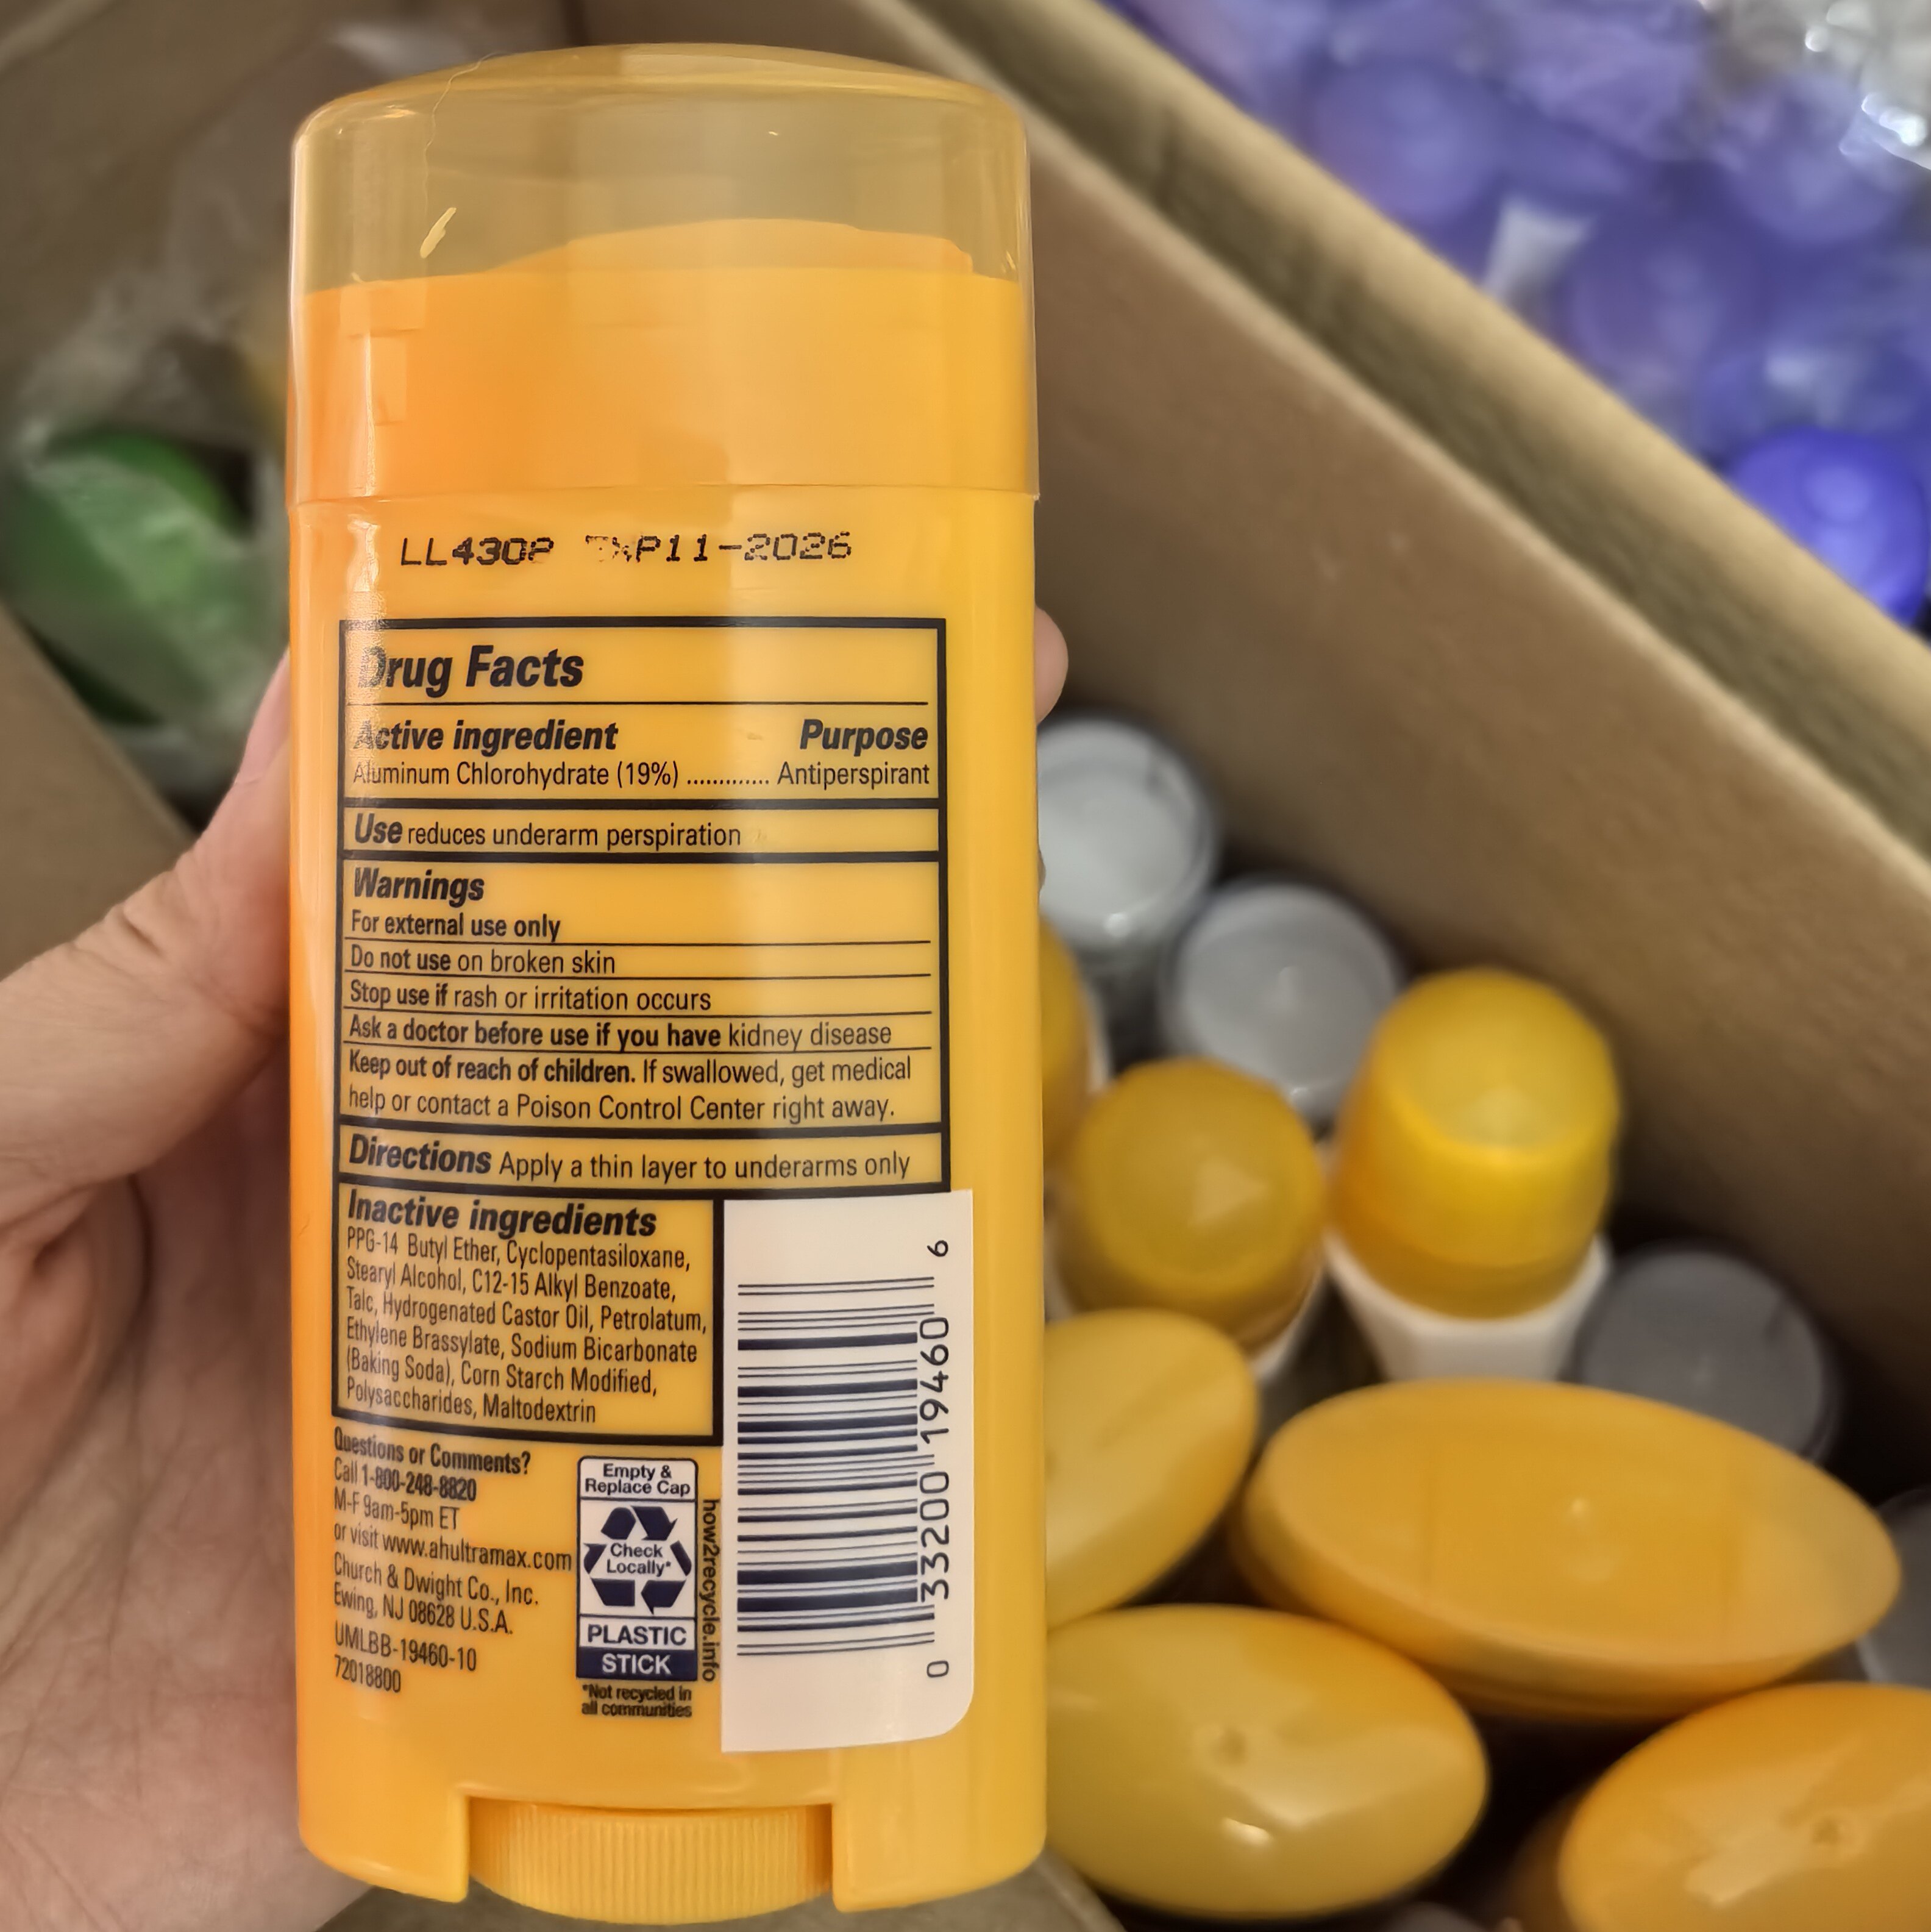 LL430P EXP11-2026
Drug Facts
Active ingredient Purpose
Aluminum Chlorohydrate (19%) ............. Antiperspirant
Use reduces underarm perspiration
Warnings
For external use only
Do not use on broken skin
Stop use if rash or irritation occurs
Ask a doctor before use if you have kidney disease
Keep out of reach of children. If swallowed, get medical
help or contact a Poison Control Center right away.
Directions Apply a thin layer to underarms only
Inactive ingredients
PPG-14 Butyl Ether, Cyclopentasiloxane,
Stearyl Alcohol, C12-15 Alkyl Benzoate,
Talc, Hydrogenated Castor Oil, Petrolatum,
Ethylene Brassylate, Sodium Bicarbonate
(Baking Soda), Corn Starch Modified,
Polysaccharides, Maltodextrin
Questions or Comments?
Call 1-800-248-8820
M-F 9am-5pm ET
or visit www.ahultramax.com
Church & Dwight Co., Inc.
Ewing, NJ 08628 U.S.A.
UMLBB-19460-10
72018800
Empty &
Replace Cap
Check
Locally*
PLASTIC
STICK
*Not recycled in
all communities
how2recycle.info
0 33200 19460 6